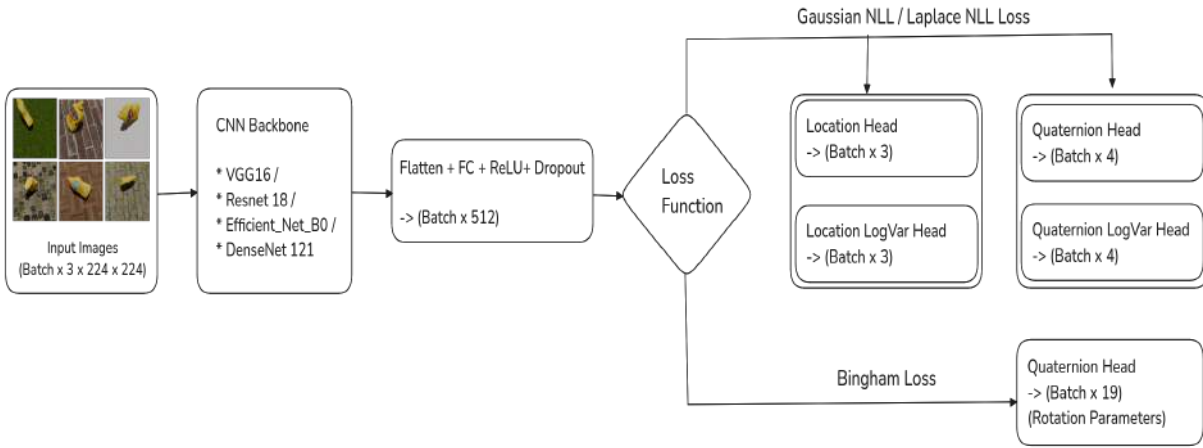 Gaussian NLL / Laplace NLL Loss
Input Images
(Batch x 3 x 224 x 224)
CNN Backbone
* VGG16 /
* Resnet 18 /
* Efficient_Net_B0 /
* DenseNet 121
Flatten + FC + ReLU+ Dropout
-> (Batch x 512)
Loss
Function
Location Head
-> (Batch x 3)
Location LogVar Head
-> (Batch x 3)
Quaternion Head
-> (Batch x 4)
Quaternion LogVar Head
-> (Batch x 4)
Bingham Loss
Quaternion Head
-> (Batch x 19)
(Rotation Parameters)